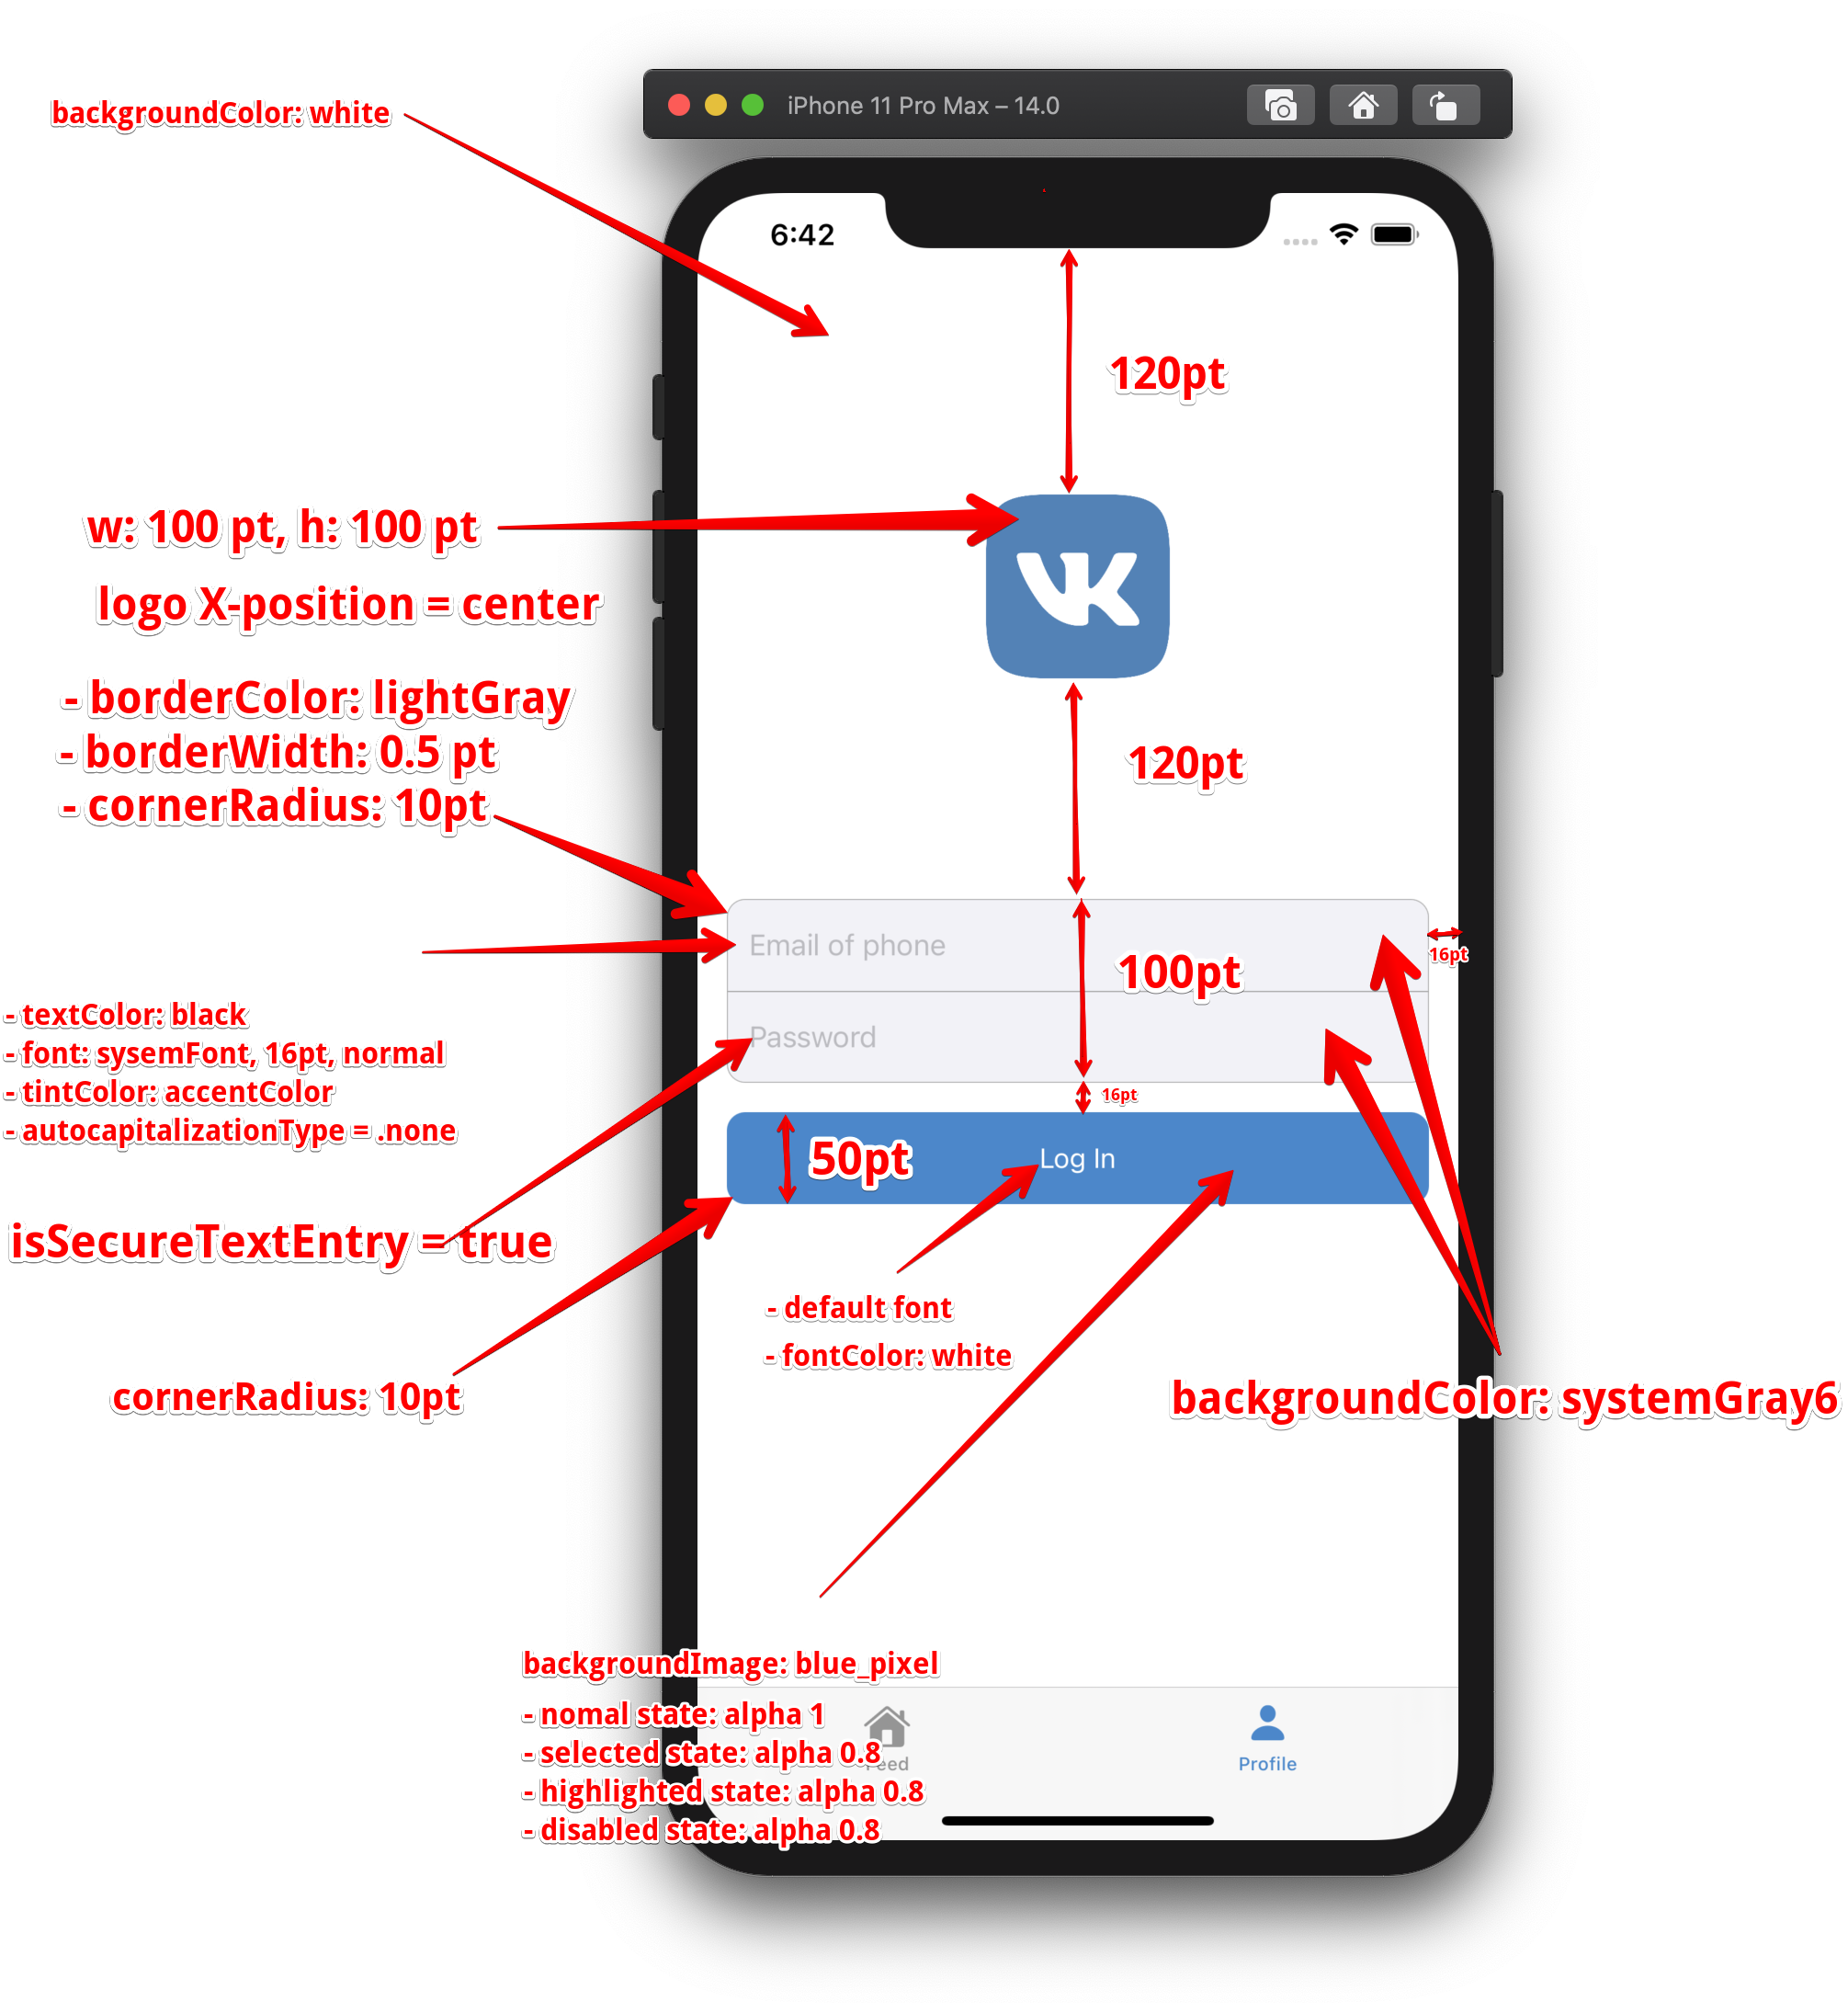 iPhone 11 Pro Max – 14.0
backgroundColor: white
6:42
120pt
w: 100 pt, h: 100 pt
logo X-position = center
VK
- borderColor: lightGray
- borderWidth: 0.5 pt
- cornerRadius: 10pt
120pt
Email of phone
16pt
100pt
- textColor: black
- font: sysemFont, 16pt, normal
- tintColor: accentColor
- autocapitalizationType = .none
Password
16pt
50pt
Log In
isSecureTextEntry = true
- default font
- fontColor: white
cornerRadius: 10pt
backgroundColor: systemGray6
backgroundImage: blue_pixel
- nomal state: alpha 1
- selected state: alpha 0.8
- highlighted state: alpha 0.8
- disabled state: alpha 0.8
Feed
Profile